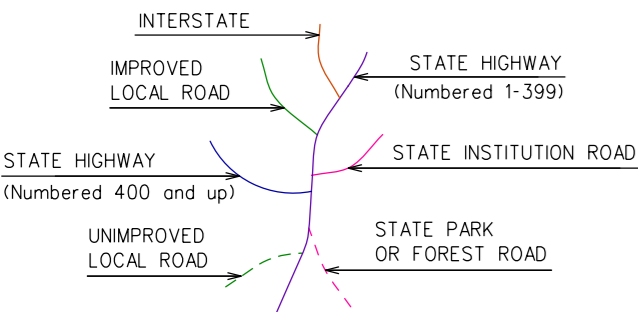 INTERSTATE
STATE HIGHWAY
(Numbered 1-399)
IMPROVED
LOCAL ROAD
STATE HIGHWAY
(Numbered 400 and up)
STATE INSTITUTION ROAD
UNIMPROVED
LOCAL ROAD
STATE PARK
OR FOREST ROAD